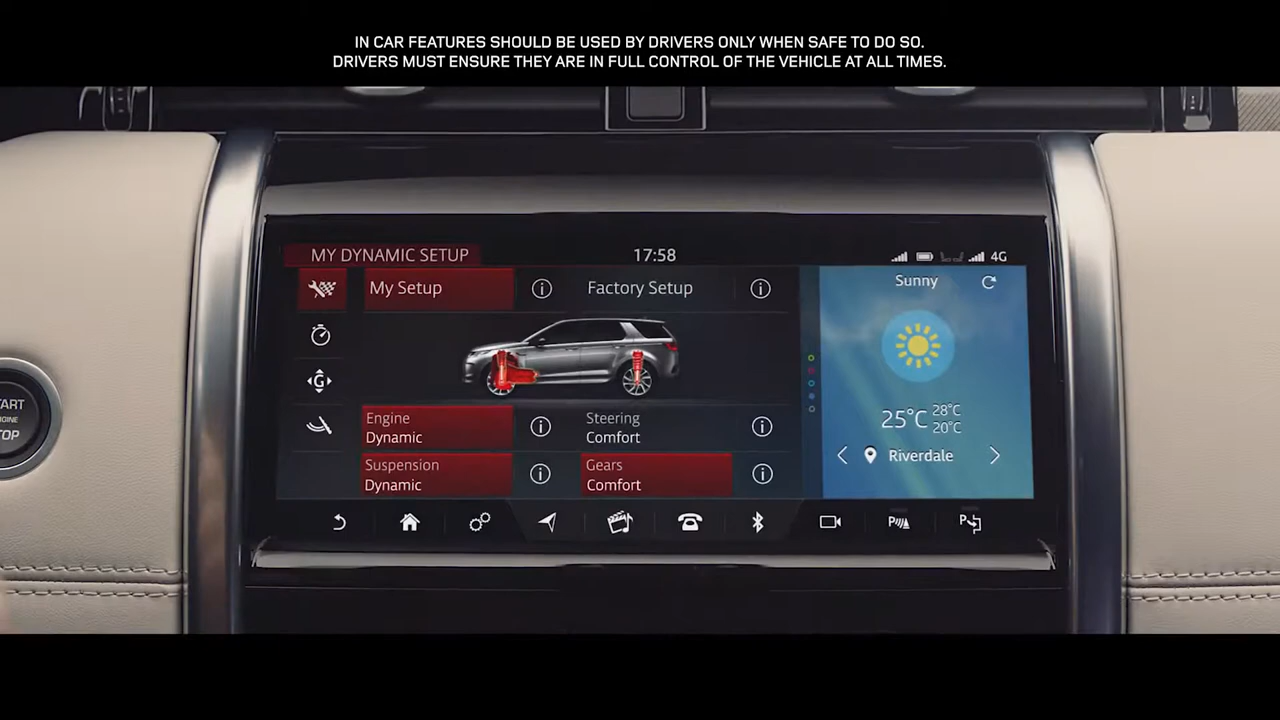 IN CAR FEATURES SHOULD BE USED BY DRIVERS ONLY WHEN SAFE TO DO SO.
DRIVERS MUST ENSURE THEY ARE IN FULL CONTROL OF THE VEHICLE AT ALL TIMES.
MY DYNAMIC SETUP
17:58
4G
My Setup
Factory Setup
Sunny
G
Engine
Dynamic
Steering
Comfort
Suspension
Dynamic
Gears
Comfort
25°C
28°C
20°C
Riverdale
START
STOP
P
P